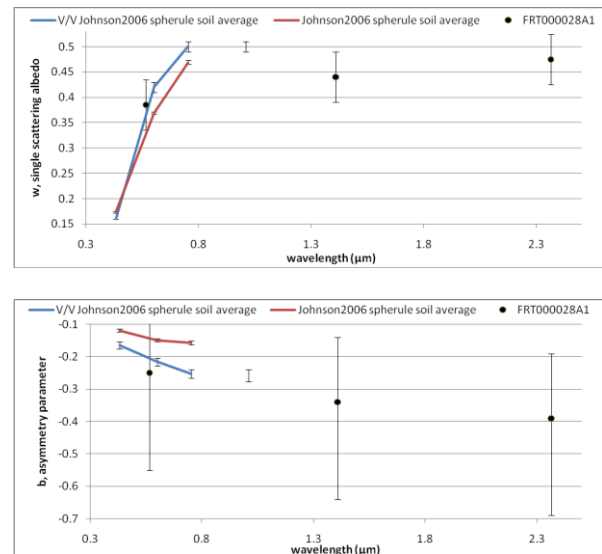 V/V Johnson2006 spherule soil average Johnson2006 spherule soil average FRT000028A1
0.5
0.45
0.4
0.35
0.3
0.25
0.2
0.15
w, single scattering albedo
0.3 0.8 1.3 1.8 2.3
wavelength (µm)
V/V Johnson2006 spherule soil average Johnson2006 spherule soil average FRT000028A1
-0.1
-0.2
-0.3
-0.4
-0.5
-0.6
-0.7
b, asymmetry parameter
0.3 0.8 1.3 1.8 2.3
wavelength (µm)